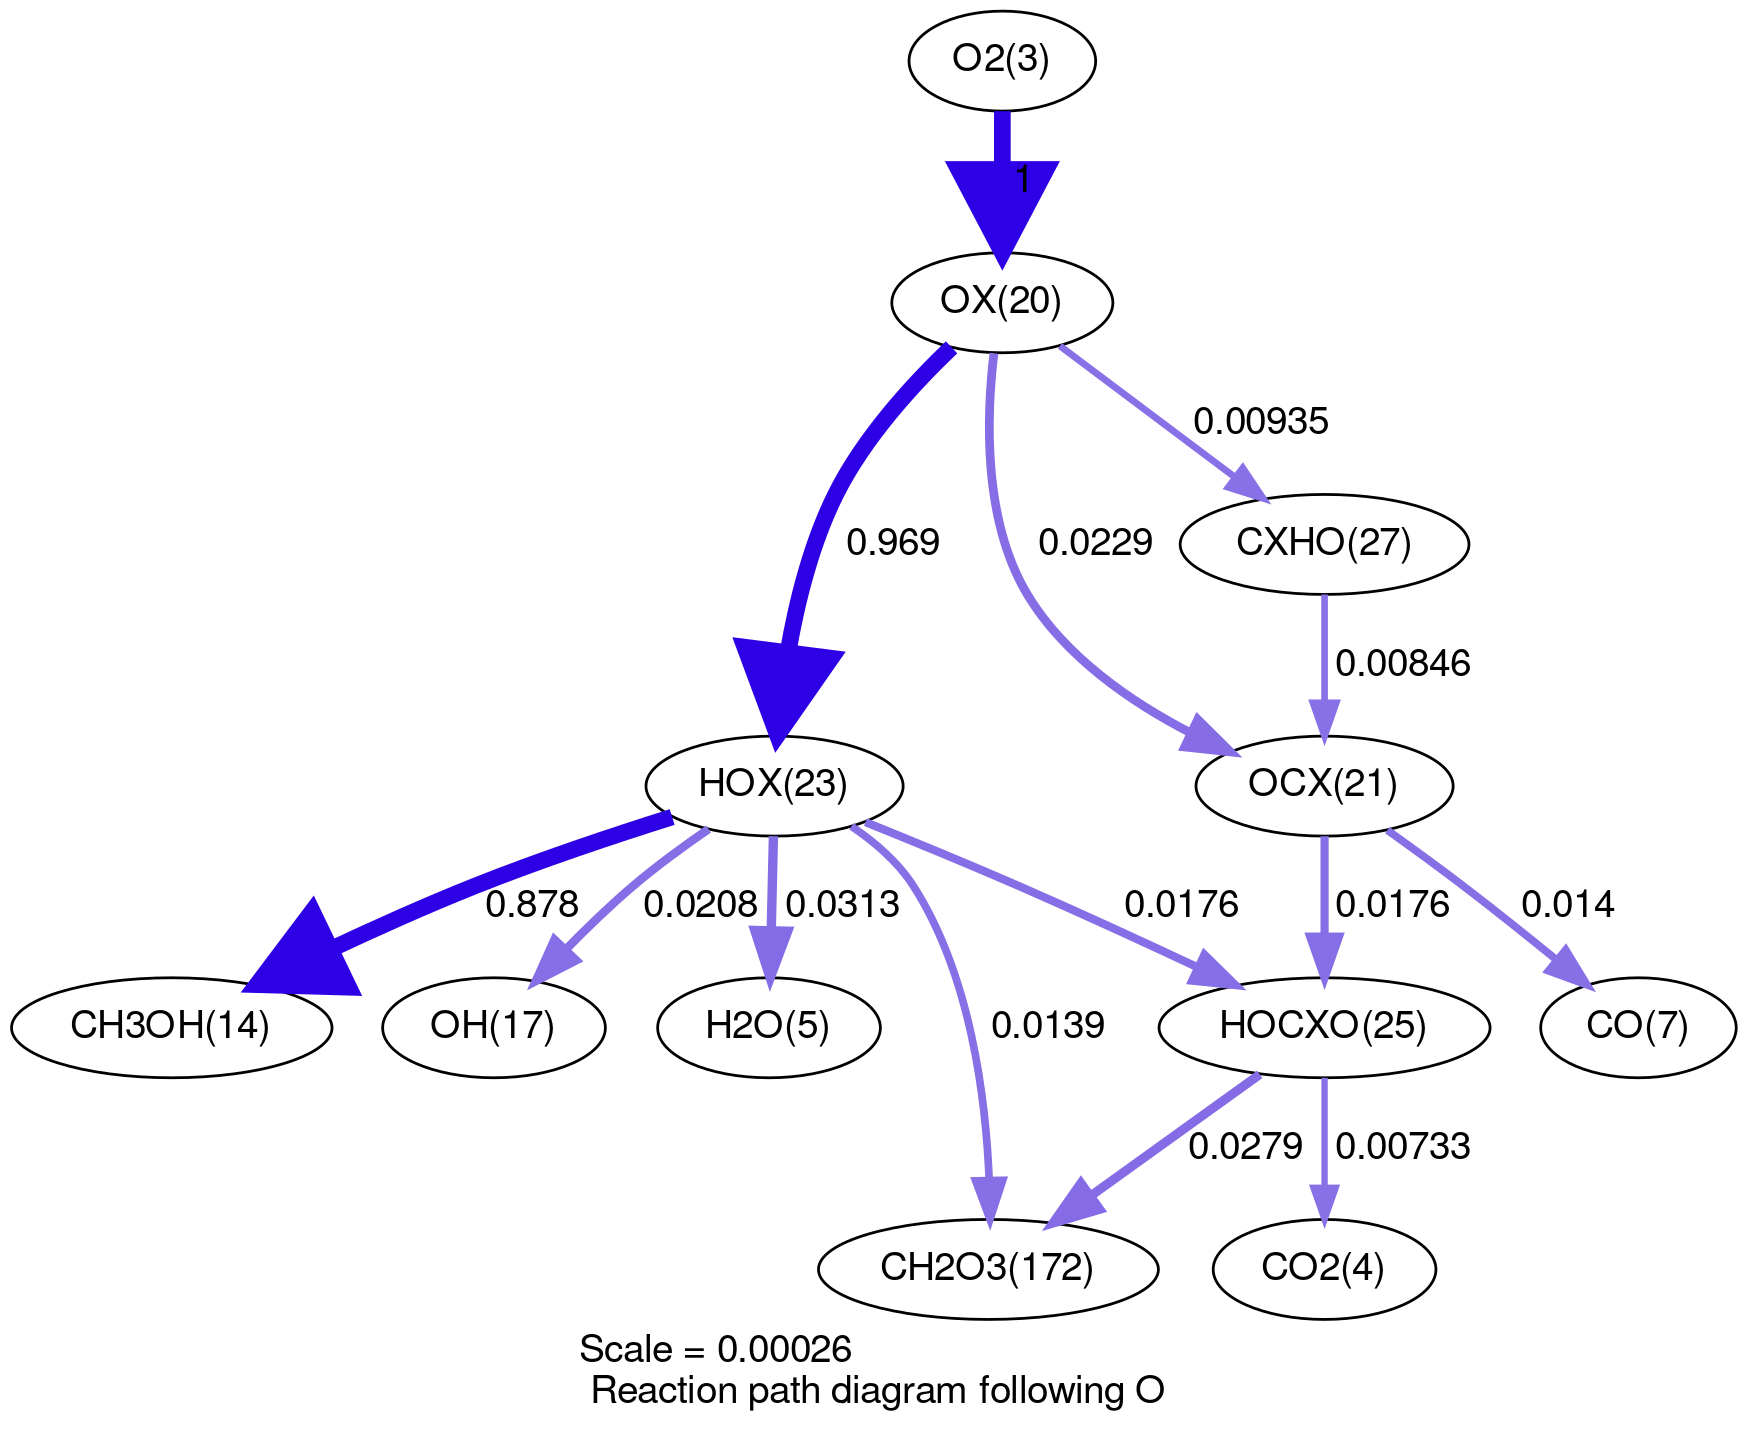 O2(3)
1
OX(20)
0.00935
0.969
0.0229
CXHO(27)
0.00846
HOX(23)
OCX(21)
0.878
0.0208
0.0313
0.0176
0.0176
0.014
CH3OH(14)
OH(17)
H2O(5)
0.0139
HOCXO(25)
CO(7)
0.0279
0.00733
CH2O3(172)
CO2(4)
Scale = 0.00026
Reaction path diagram following O